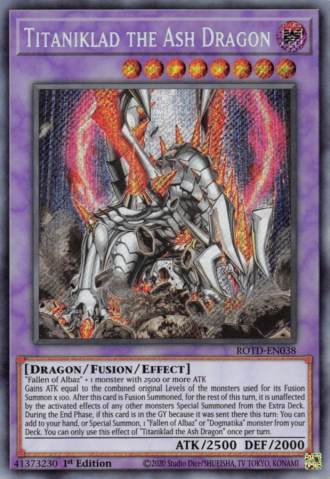 TITANIKLAD THE ASH DRAGON
ROTD-EN038
[DRAGON/FUSION/EFFECT]
"Fallen of Albaz" + 1 monster with 2500 or more ATK
Gains ATK equal to the combined original Levels of the monsters used for its Fusion
Summon x 100. After this card is Fusion Summoned, for the rest of this turn, it is unaffected
by the activated effects of any other monsters Special Summoned from the Extra Deck.
During the End Phase, if this card is in the GY because it was sent there this turn: You can
add to your hand, or Special Summon, 1 "Fallen of Albaz" or "Dogmatika" monster from
your Deck. You can only use this effect of "Titaniklad the Ash Dragon" once per turn.
ATK/2500 DEF/2000
41373230 1st Edition ©2020 Studio Dice/SHUEISHA, TV TOKYO, KONAMI